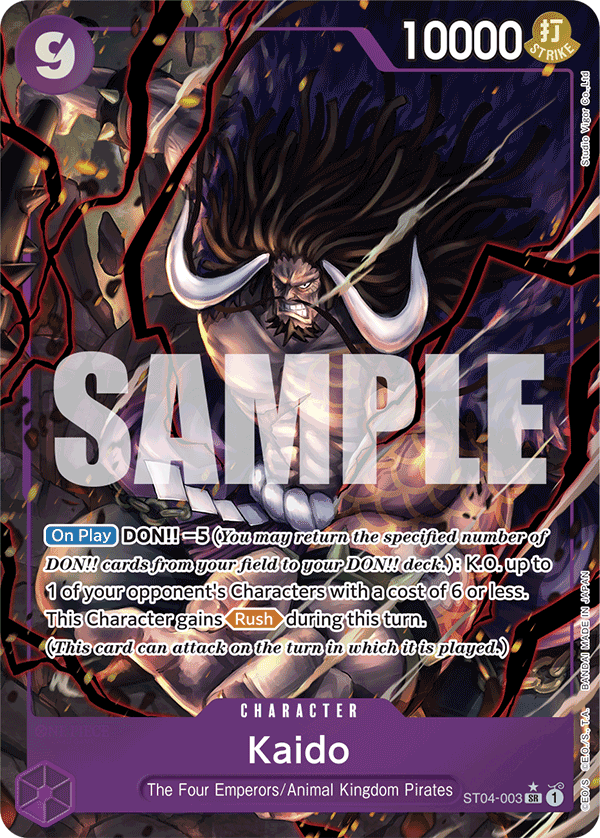 9
10000
打
STRIKE
Studio Vigor Co.,Ltd
SAMPLE
On Play DON!! −5 (You may return the specified number of
DON!! cards from your field to your DON!! deck.): K.O. up to
1 of your opponent's Characters with a cost of 6 or less.
This Character gains Rush during this turn.
(This card can attack on the turn in which it is played.)
CHARACTER
Kaido
The Four Emperors/Animal Kingdom Pirates
ST04-003 SR 1
©E.O./S., T.A. BANDAI MADE IN JAPAN